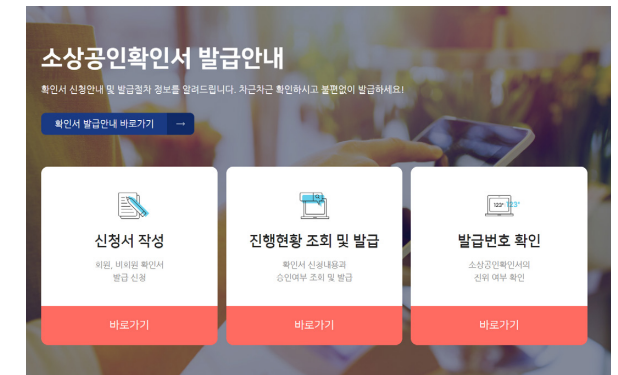 소상공인확인서 발급안내
확인서 신청안내 및 발급절차 정보를 알려드립니다. 차근차근 확인하시고 불편없이 발급하세요!
확인서 발급안내 바로가기 →
신청서 작성
회원, 비회원 확인서
발급 신청
바로가기
진행현황 조회 및 발급
확인서 신청내용과
승인여부 조회 및 발급
바로가기
123* 123*
발급번호 확인
소상공인확인서의
진위 여부 확인
바로가기